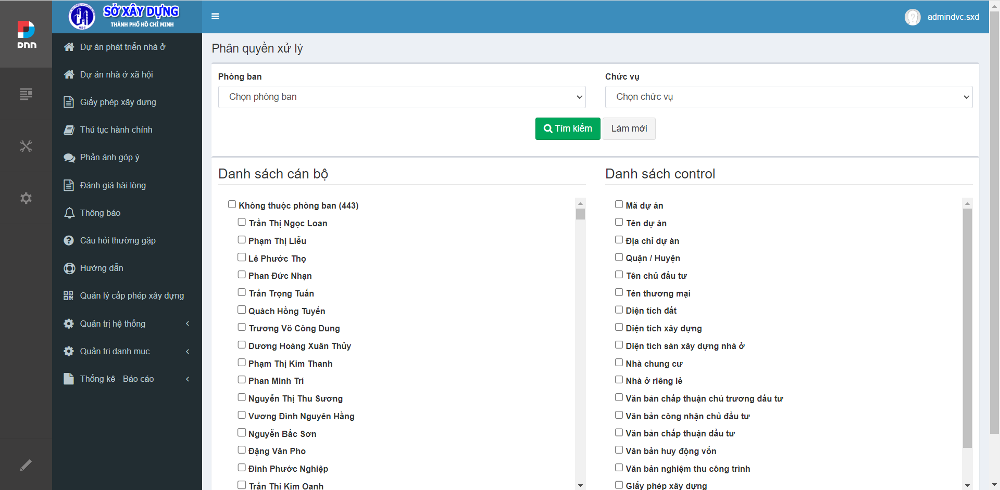 SỞ XÂY DỰNG
THÀNH PHỐ HỒ CHÍ MINH
admindvc.sxd
DNN
Dự án phát triển nhà ở
Dự án nhà ở xã hội
Giấy phép xây dựng
Thủ tục hành chính
Phản ánh góp ý
Đánh giá hài lòng
Thông báo
Câu hỏi thường gặp
Hướng dẫn
Quản lý cấp phép xây dựng
Quản trị hệ thống
Quản trị danh mục
Thống kê - Báo cáo
Phân quyền xử lý
Phòng ban
Chọn phòng ban
Chức vụ
Chọn chức vụ
Tìm kiếm
Làm mới
Danh sách cán bộ
Không thuộc phòng ban (443)
Trần Thị Ngọc Loan
Phạm Thị Liễu
Lê Phước Thọ
Phan Đức Nhạn
Trần Trọng Tuấn
Quách Hồng Tuyến
Trương Võ Công Dung
Dương Hoàng Xuân Thủy
Phạm Thị Kim Thanh
Phan Minh Trí
Nguyễn Thị Thu Sương
Vương Đình Nguyên Hằng
Nguyễn Bắc Sơn
Đặng Văn Pho
Đinh Phước Nghiệp
Trần Thị Kim Oanh
Danh sách control
Mã dự án
Tên dự án
Địa chỉ dự án
Quận / Huyện
Tên chủ đầu tư
Tên thương mại
Diện tích đất
Diện tích xây dựng
Diện tích sàn xây dựng nhà ở
Nhà chung cư
Nhà ở riêng lẻ
Văn bản chấp thuận chủ trương đầu tư
Văn bản công nhận chủ đầu tư
Văn bản chấp thuận đầu tư
Văn bản huy động vốn
Văn bản nghiệm thu công trình
Giấy phép xây dựng